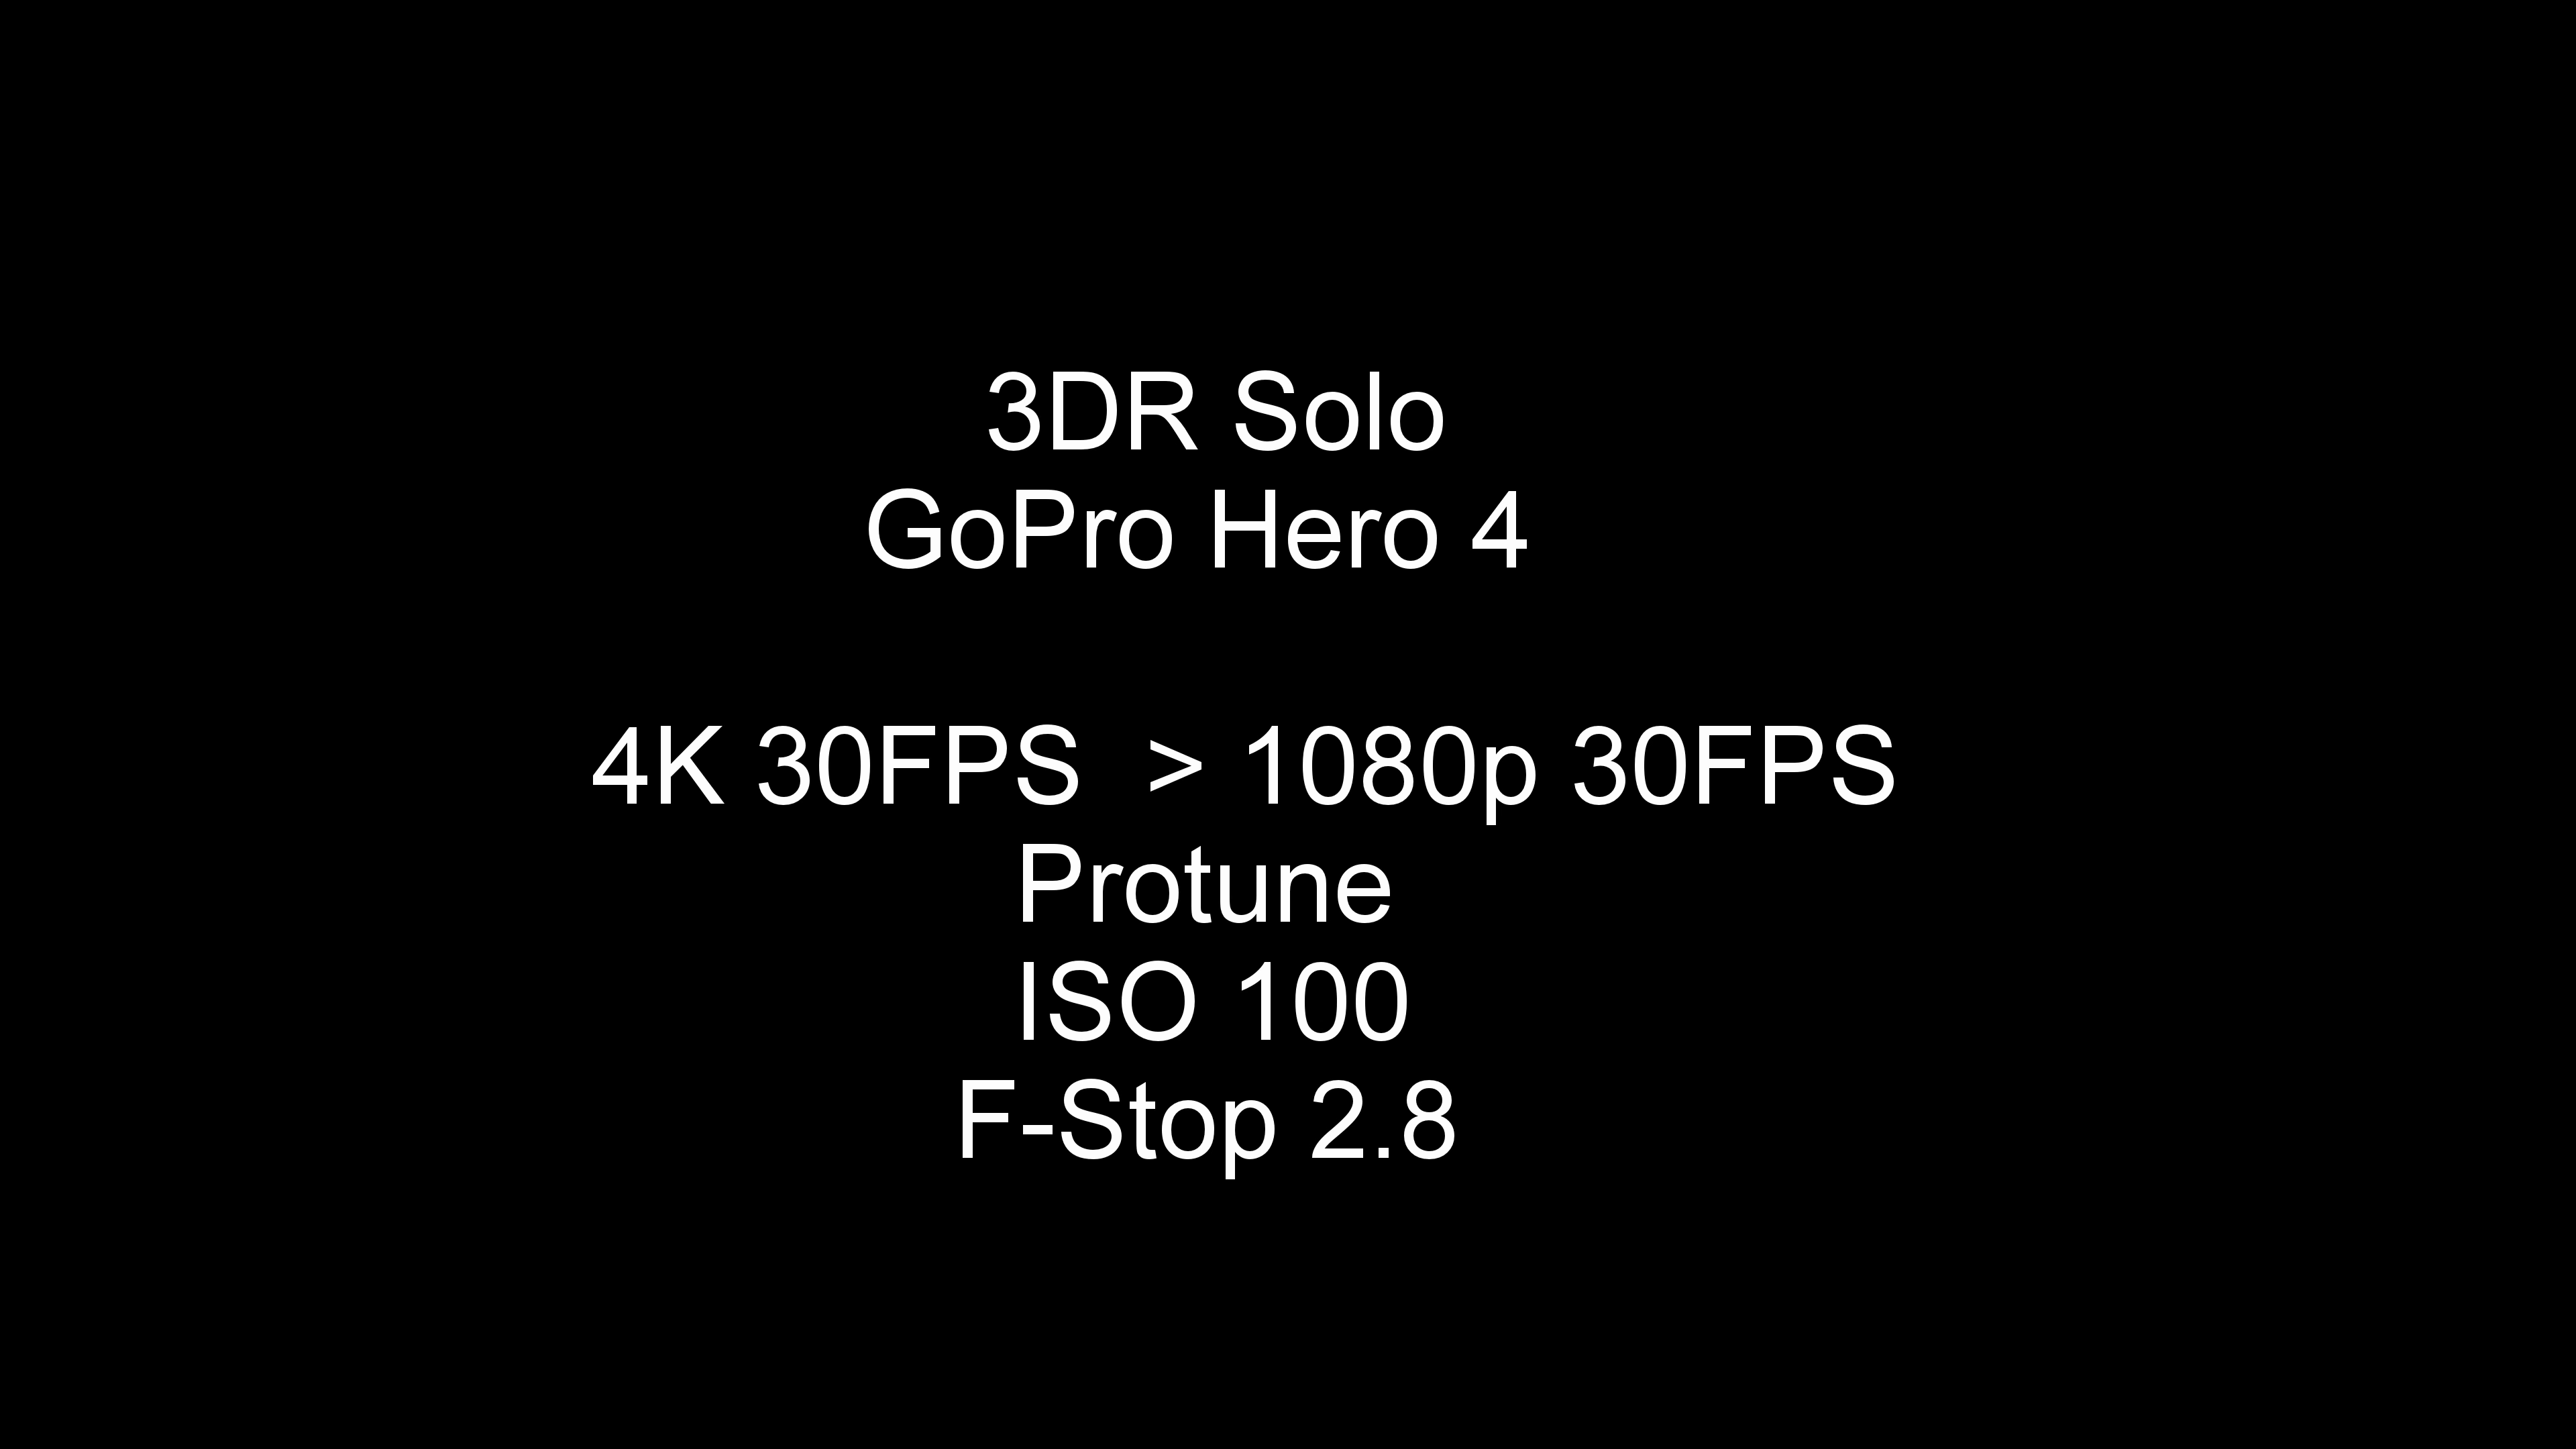 3DR Solo
GoPro Hero 4
4K 30FPS  > 1080p 30FPS
Protune
ISO 100
F-Stop 2.8